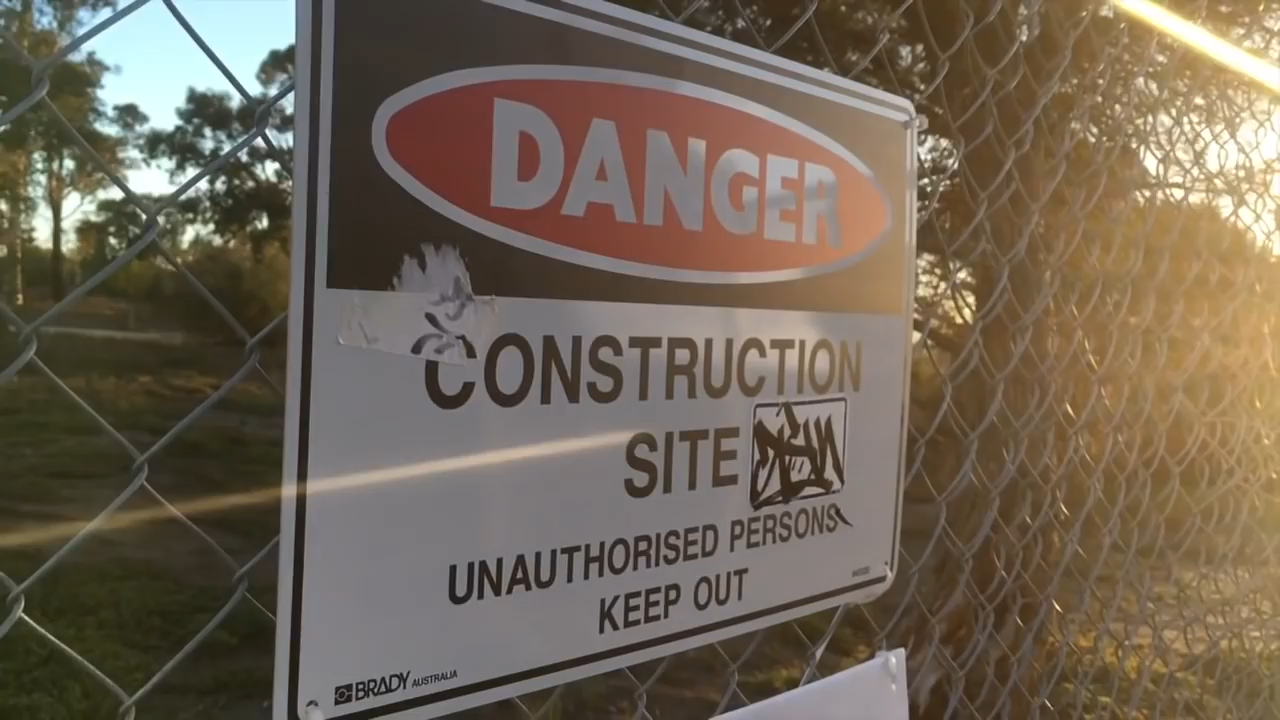 DANGER
CONSTRUCTION
SITE
UNAUTHORISED PERSONS
KEEP OUT
BRADY AUSTRALIA